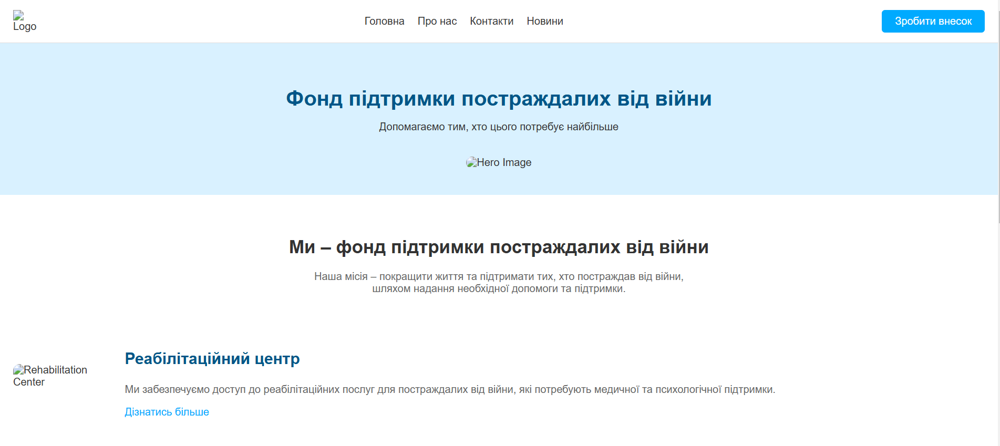 Logo
Головна Про нас Контакти Новини
Зробити внесок
Фонд підтримки постраждалих від війни
Допомагаємо тим, хто цього потребує найбільше
Hero Image
Ми – фонд підтримки постраждалих від війни
Наша місія – покращити життя та підтримати тих, хто постраждав від війни,
шляхом надання необхідної допомоги та підтримки.
Rehabilitation
Center
Реабілітаційний центр
Ми забезпечуємо доступ до реабілітаційних послуг для постраждалих від війни, які потребують медичної та психологічної підтримки.
Дізнатись більше